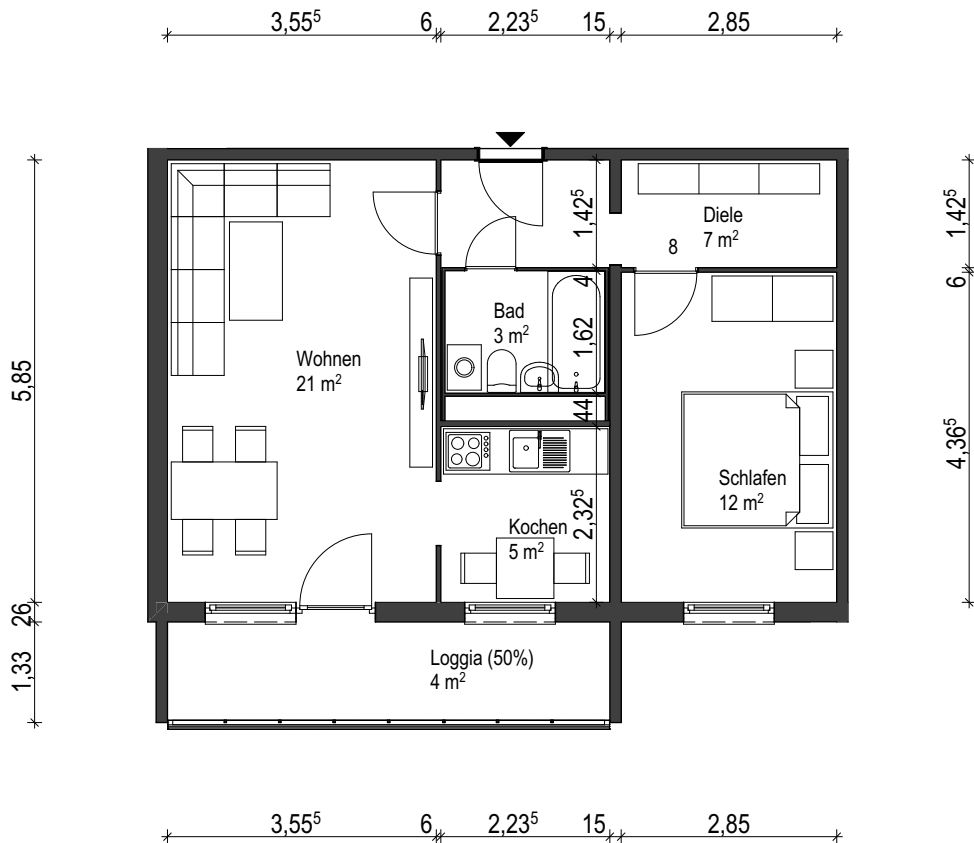 3,55⁵ 6 2,23⁵ 15 2,85
5,85
26
1,33
1,42⁵
4
1,62
44
2,32⁵
Diele
7 m²
8
Bad
3 m²
Wohnen
21 m²
Schlafen
12 m²
Kochen
5 m²
Loggia (50%)
4 m²
1,42⁵
6
4,36⁵
3,55⁵ 6 2,23⁵ 15 2,85